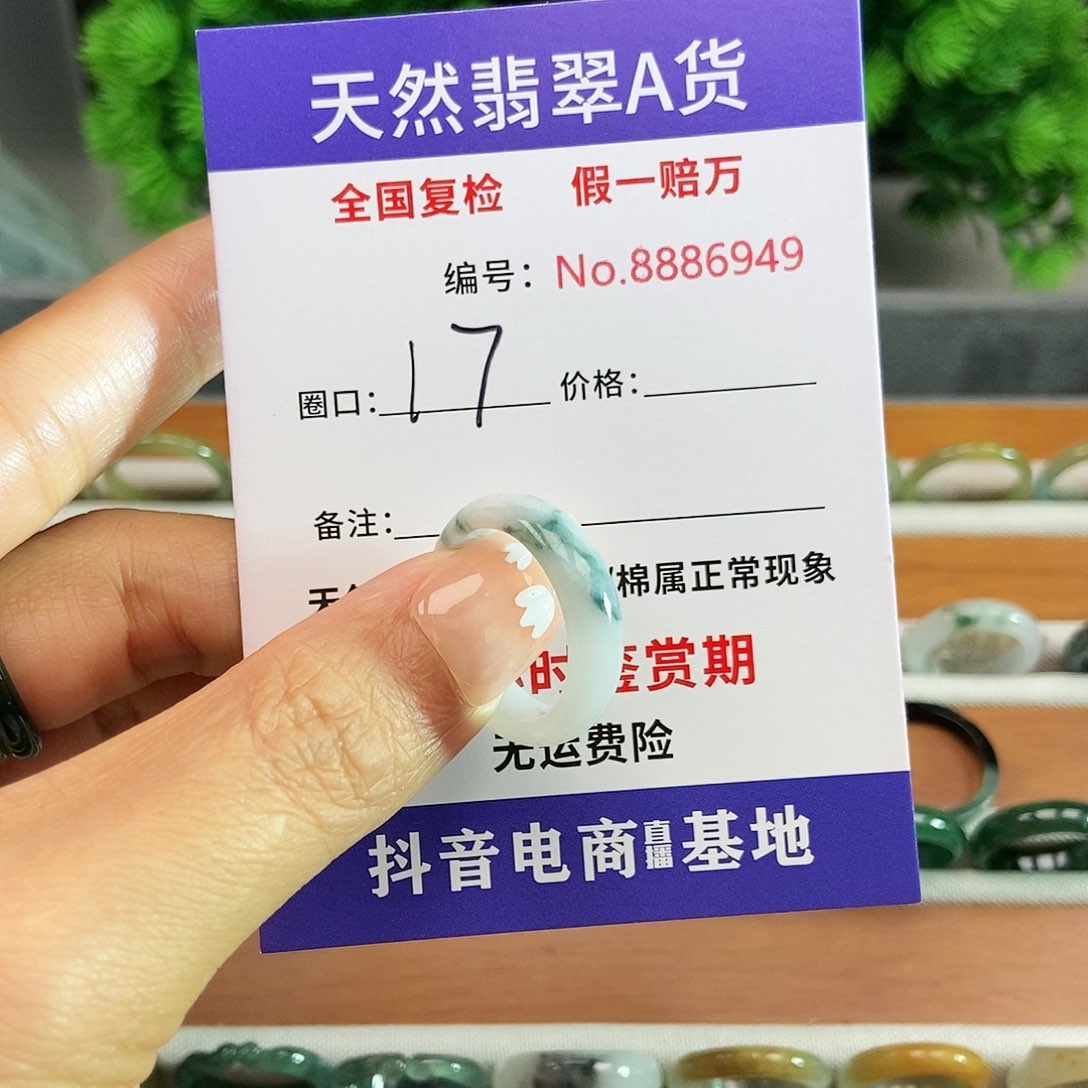 天然翡翠A货
全国复检 假一赔万
编号：No.8886949
圈口：17 价格：
备注：
棉属正常现象
时 鉴赏期
无运费险
抖音电商直播基地